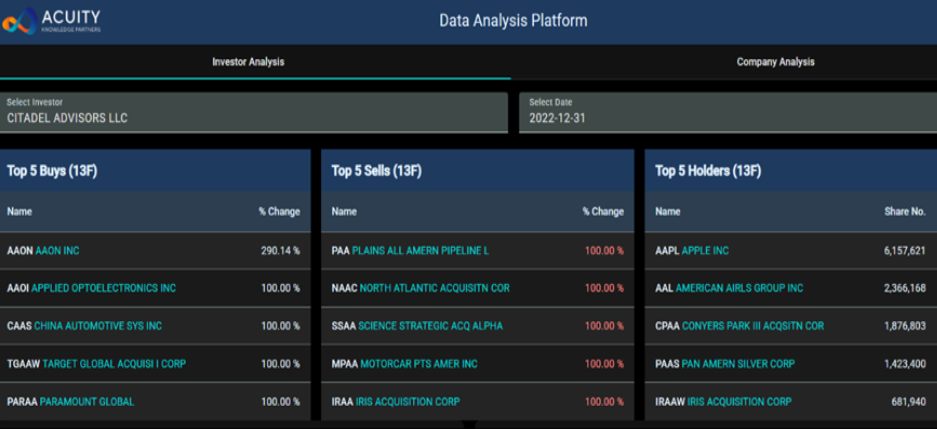 ACUITY
KNOWLEDGE PARTNERS
Data Analysis Platform
Investor Analysis
Company Analysis
Select Investor
CITADEL ADVISORS LLC
Select Date
2022-12-31
Top 5 Buys (13F)
Name % Change
AAON AAON INC 290.14 %
AAOI APPLIED OPTOELECTRONICS INC 100.00 %
CAAS CHINA AUTOMOTIVE SYS INC 100.00 %
TGAAW TARGET GLOBAL ACQUISI I CORP 100.00 %
PARAA PARAMOUNT GLOBAL 100.00 %
Top 5 Sells (13F)
Name % Change
PAA PLAINS ALL AMERN PIPELINE L 100.00 %
NAAC NORTH ATLANTIC ACQUISITN COR 100.00 %
SSAA SCIENCE STRATEGIC ACQ ALPHA 100.00 %
MPAA MOTORCAR PTS AMER INC 100.00 %
IRAA IRIS ACQUISITION CORP 100.00 %
Top 5 Holders (13F)
Name Share No.
AAPL APPLE INC 6,157,621
AAL AMERICAN AIRLS GROUP INC 2,366,168
CPAA CONYERS PARK III ACQSITN COR 1,876,803
PAAS PAN AMERN SILVER CORP 1,423,400
IRAAW IRIS ACQUISITION CORP 681,940